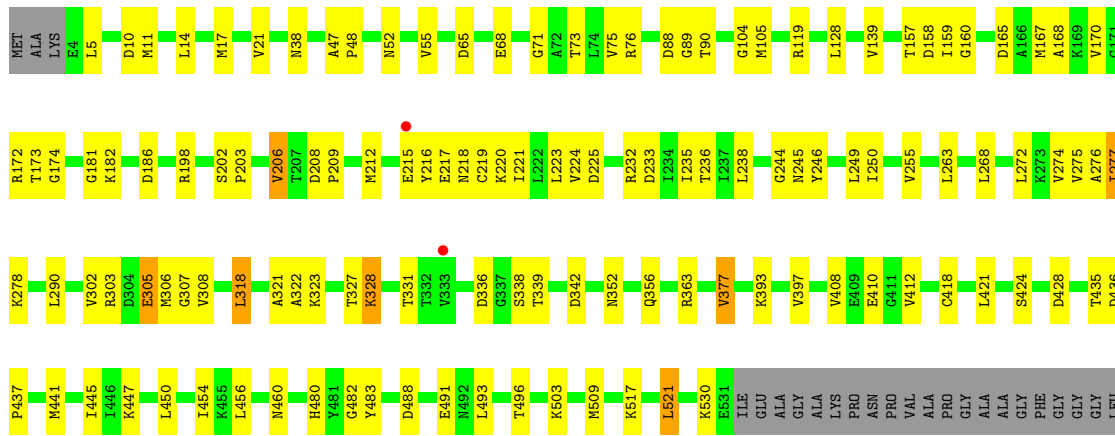 MET ALA LYS E4 L5 D10 M11 L14 M17 V21 N38 A47 P48 N52 V55 D65 E68 G71 A72 T73 L74 V75 R76 D88 G89 T90 G104 M105 R119 L128 V139 T157 D158 I159 G160 D165 A166 M167 A168 K169 V170
R172 T173 G174 G181 K182 D186 R198 S202 P203 V206 T207 D208 P209 M212 E215 Y216 E217 N218 C219 K220 I221 L222 L223 V224 D225 R232 D233 I234 I235 T236 I237 L238 G244 N245 Y246 L249 I250 V255 L263 L268 L272 K273 V274 V275 A276 I277
K278 L290 V302 R303 D304 E305 M306 G307 V308 L318 A321 A322 K323 T327 K328 T331 T332 V333 D336 G337 S338 T339 D342 N352 Q356 R363 V377 K393 V397 V408 E409 E410 G411 V412 C418 L421 S424 D428 T435
P437 M441 I445 I446 K447 L450 I454 K455 L456 N460 H480 Y481 G482 Y483 D488 E491 N492 L493 T496 K503 M509 K517 L521 K530 E531 ILE GLU ALA GLY ALA LYS PRO ASN PRO VAL ALA PRO GLY ALA ALA GLY PHE GLY GLY GLY LEU